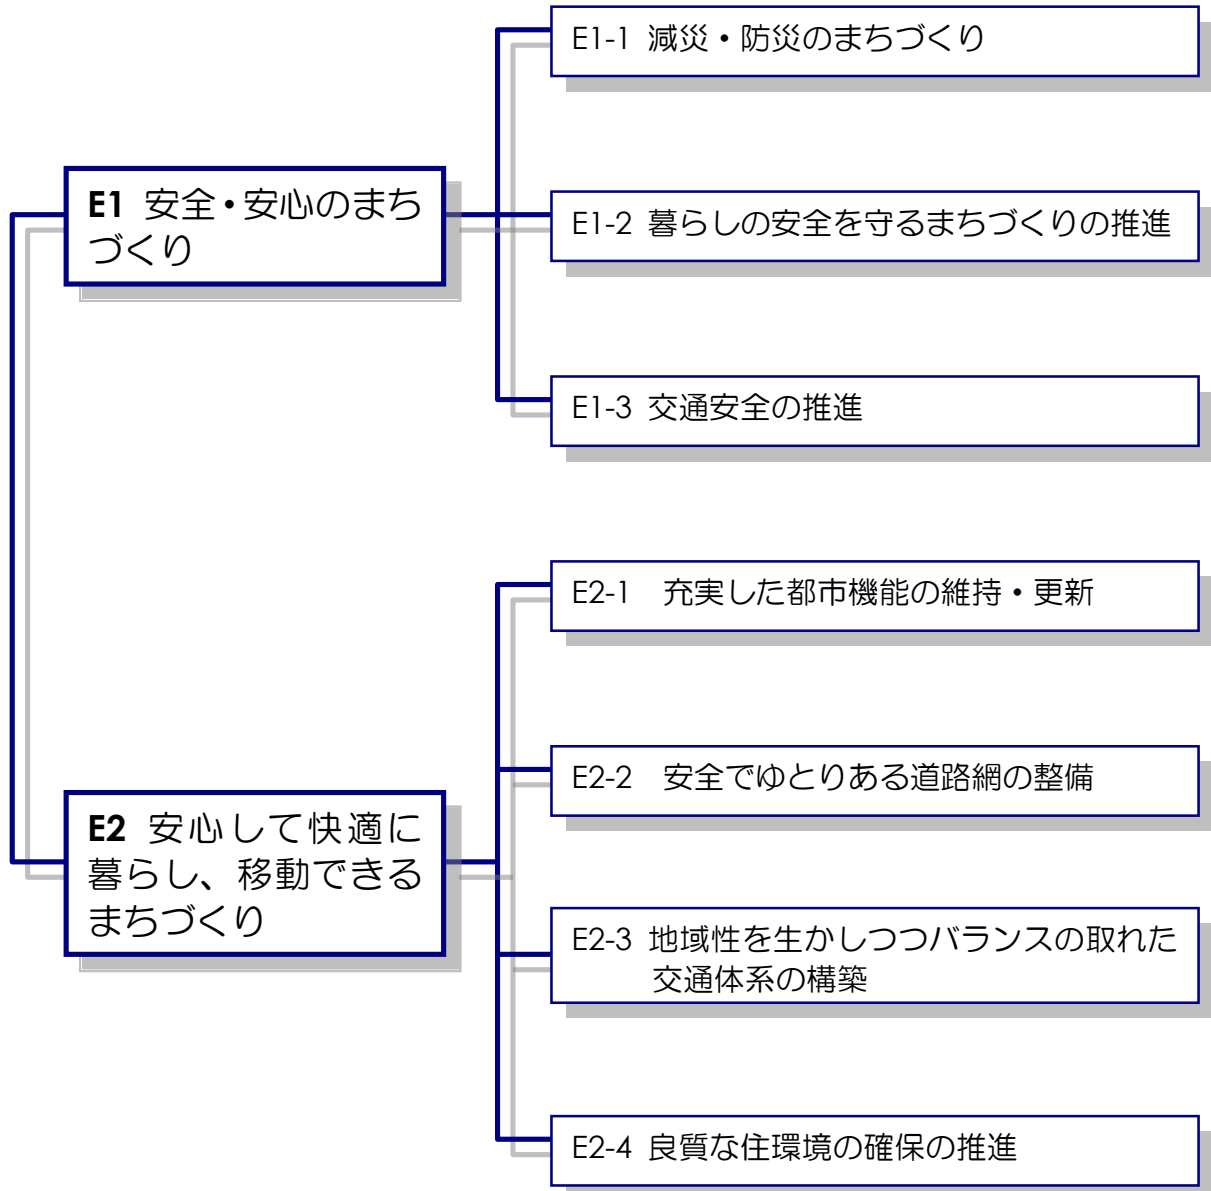 E1-1 減災・防災のまちづくり
E1 安全・安心のまち
づくり
E1-2 暮らしの安全を守るまちづくりの推進
E1-3 交通安全の推進
E2-1　充実した都市機能の維持・更新
E2-2　安全でゆとりある道路網の整備
E2 安心して快適に
暮らし、移動できる
まちづくり
E2-3 地域性を生かしつつバランスの取れた
交通体系の構築
E2-4 良質な住環境の確保の推進